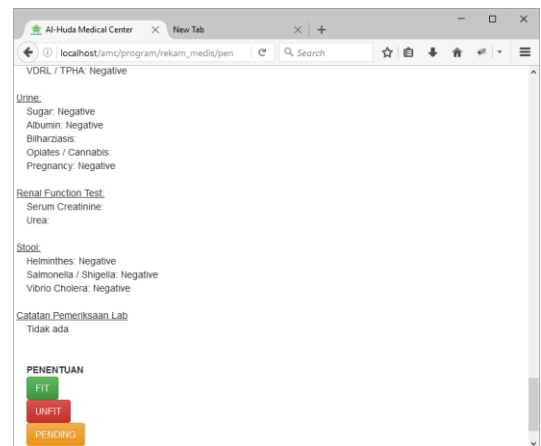 Al-Huda Medical Center
New Tab
localhost/amc/program/rekam_medis/pen
Search
VDRL / TPHA: Negative
Urine:
Sugar: Negative
Albumin: Negative
Bilharziasis:
Opiates / Cannabis:
Pregnancy: Negative
Renal Function Test:
Serum Creatinine:
Urea:
Stool:
Helminthes: Negative
Salmonella / Shigella: Negative
Vibrio Cholera: Negative
Catatan Pemeriksaan Lab
Tidak ada
PENENTUAN
FIT
UNFIT
PENDING